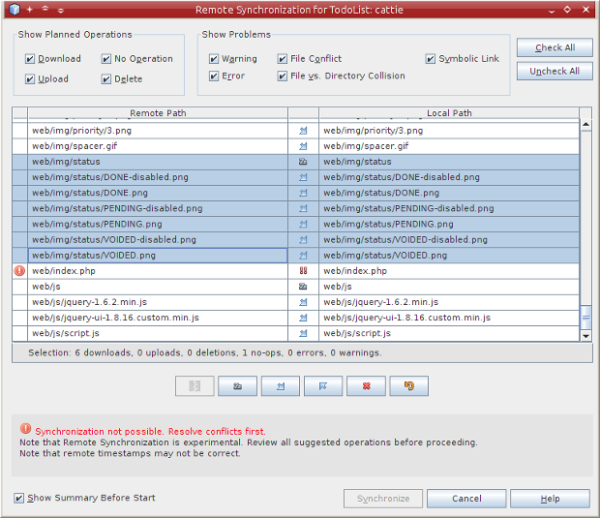 Remote Synchronization for TodoList: cattie
Show Planned Operations
Download
No Operation
Upload
Delete
Show Problems
Warning
File Conflict
Symbolic Link
Error
File vs. Directory Collision
Check All
Uncheck All
Remote Path Local Path
web/img/priority/3.png web/img/priority/3.png
web/img/spacer.gif web/img/spacer.gif
web/img/status web/img/status
web/img/status/DONE-disabled.png web/img/status/DONE-disabled.png
web/img/status/DONE.png web/img/status/DONE.png
web/img/status/PENDING-disabled.png web/img/status/PENDING-disabled.png
web/img/status/PENDING.png web/img/status/PENDING.png
web/img/status/VOIDED-disabled.png web/img/status/VOIDED-disabled.png
web/img/status/VOIDED.png web/img/status/VOIDED.png
web/index.php web/index.php
web/js web/js
web/js/jquery-1.6.2.min.js web/js/jquery-1.6.2.min.js
web/js/jquery-ui-1.8.16.custom.min.js web/js/jquery-ui-1.8.16.custom.min.js
web/js/script.js web/js/script.js
Selection: 6 downloads, 0 uploads, 0 deletions, 1 no-ops, 0 errors, 0 warnings.
Synchronization not possible. Resolve conflicts first.
Note that Remote Synchronization is experimental. Review all suggested operations before proceeding.
Note that remote timestamps may not be correct.
Show Summary Before Start
Synchronize
Cancel
Help